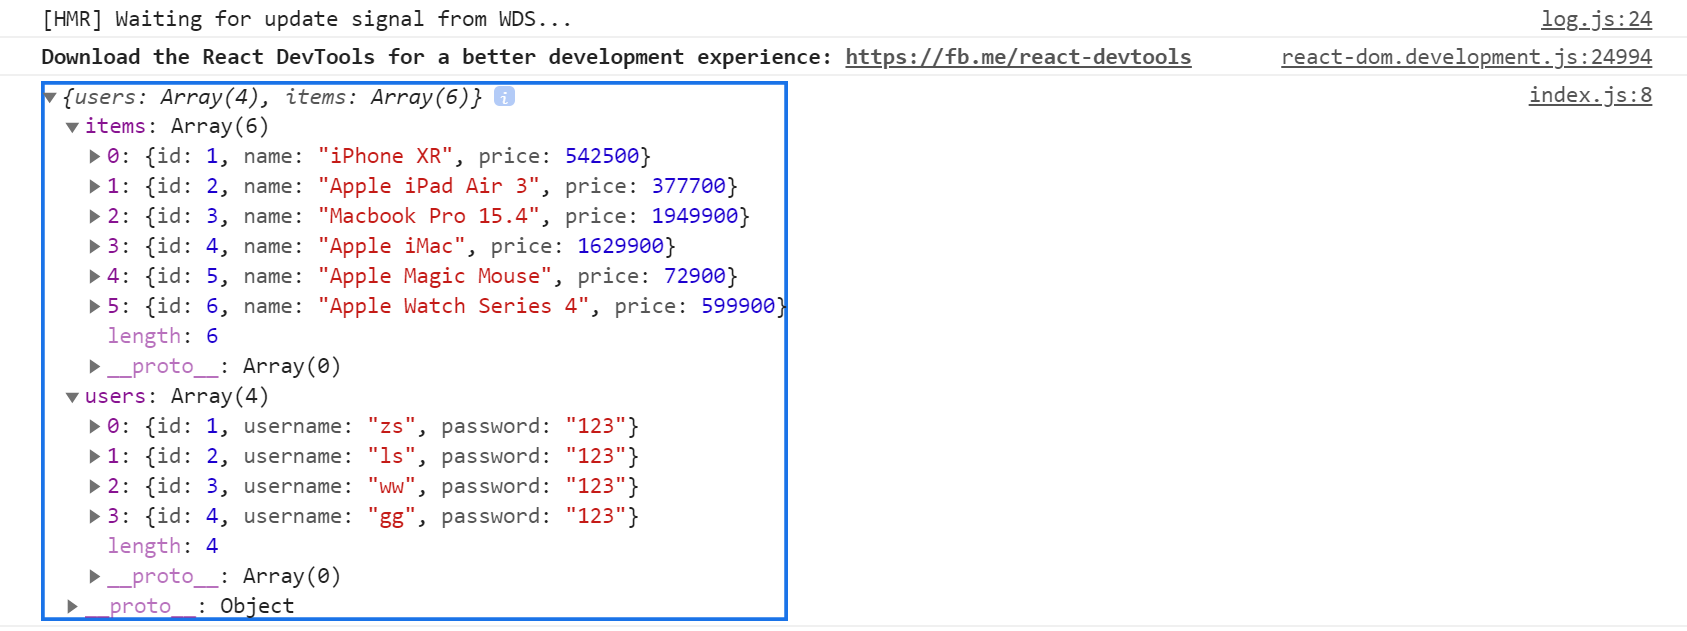 [HMR] Waiting for update signal from WDS... log.js:24
Download the React DevTools for a better development experience: https://fb.me/react-devtools react-dom.development.js:24994
▼{users: Array(4), items: Array(6)} i index.js:8
▼items: Array(6)
▶0: {id: 1, name: "iPhone XR", price: 542500}
▶1: {id: 2, name: "Apple iPad Air 3", price: 377700}
▶2: {id: 3, name: "Macbook Pro 15.4", price: 1949900}
▶3: {id: 4, name: "Apple iMac", price: 1629900}
▶4: {id: 5, name: "Apple Magic Mouse", price: 72900}
▶5: {id: 6, name: "Apple Watch Series 4", price: 599900}
length: 6
▶__proto__: Array(0)
▼users: Array(4)
▶0: {id: 1, username: "zs", password: "123"}
▶1: {id: 2, username: "ls", password: "123"}
▶2: {id: 3, username: "ww", password: "123"}
▶3: {id: 4, username: "gg", password: "123"}
length: 4
▶__proto__: Array(0)
▶__proto__: Object